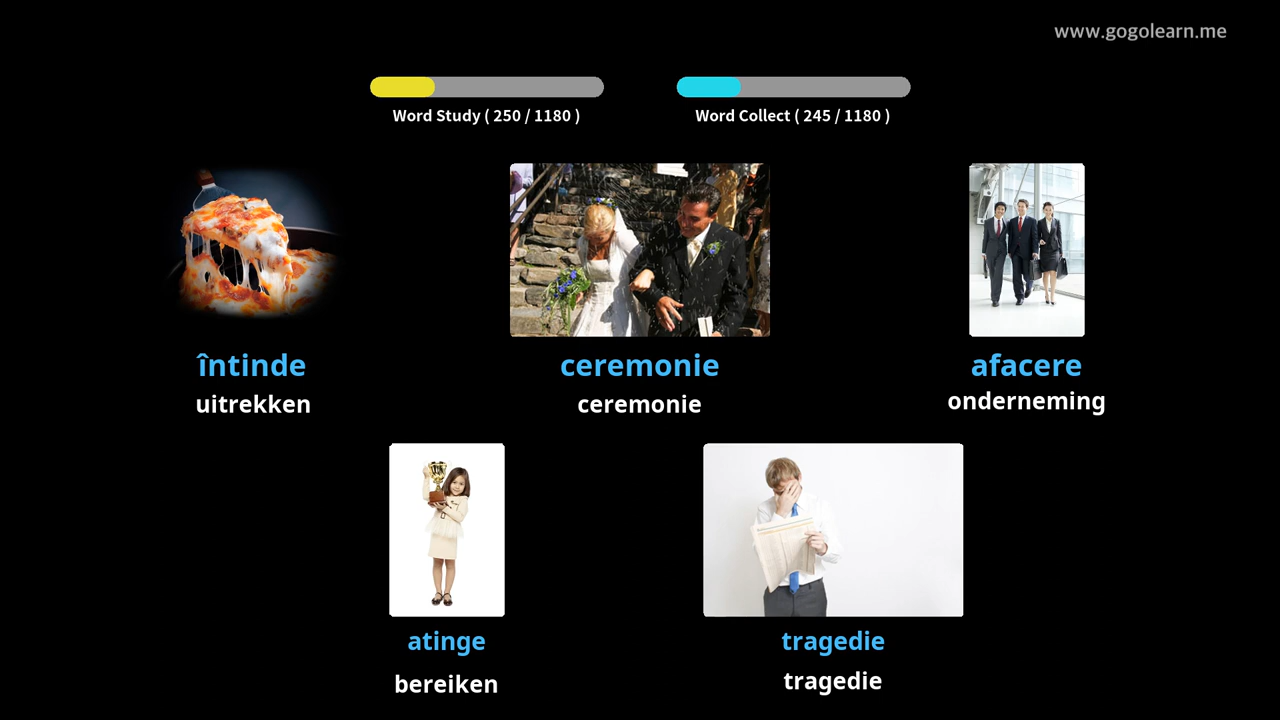 www.gogolearn.me
Word Study ( 250 / 1180 )
Word Collect ( 245 / 1180 )
întinde
uitrekken
ceremonie
ceremonie
afacere
onderneming
atinge
bereiken
tragedie
tragedie